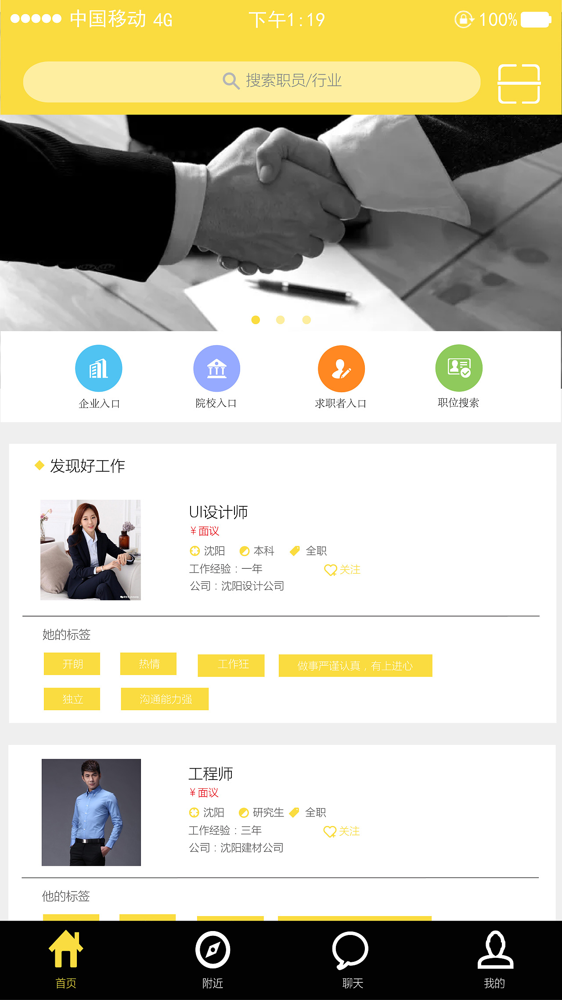 中国移动 4G 下午1:19 100%
搜索职员/行业
企业入口 院校入口 求职者入口 职位搜索
发现好工作
UI设计师
¥面议
沈阳 本科 全职
工作经验：一年 关注
公司：沈阳设计公司
她的标签
开朗 热情 工作狂 做事严谨认真，有上进心
独立 沟通能力强
工程师
¥面议
沈阳 研究生 全职
工作经验：三年 关注
公司：沈阳建材公司
他的标签
首页 附近 聊天 我的